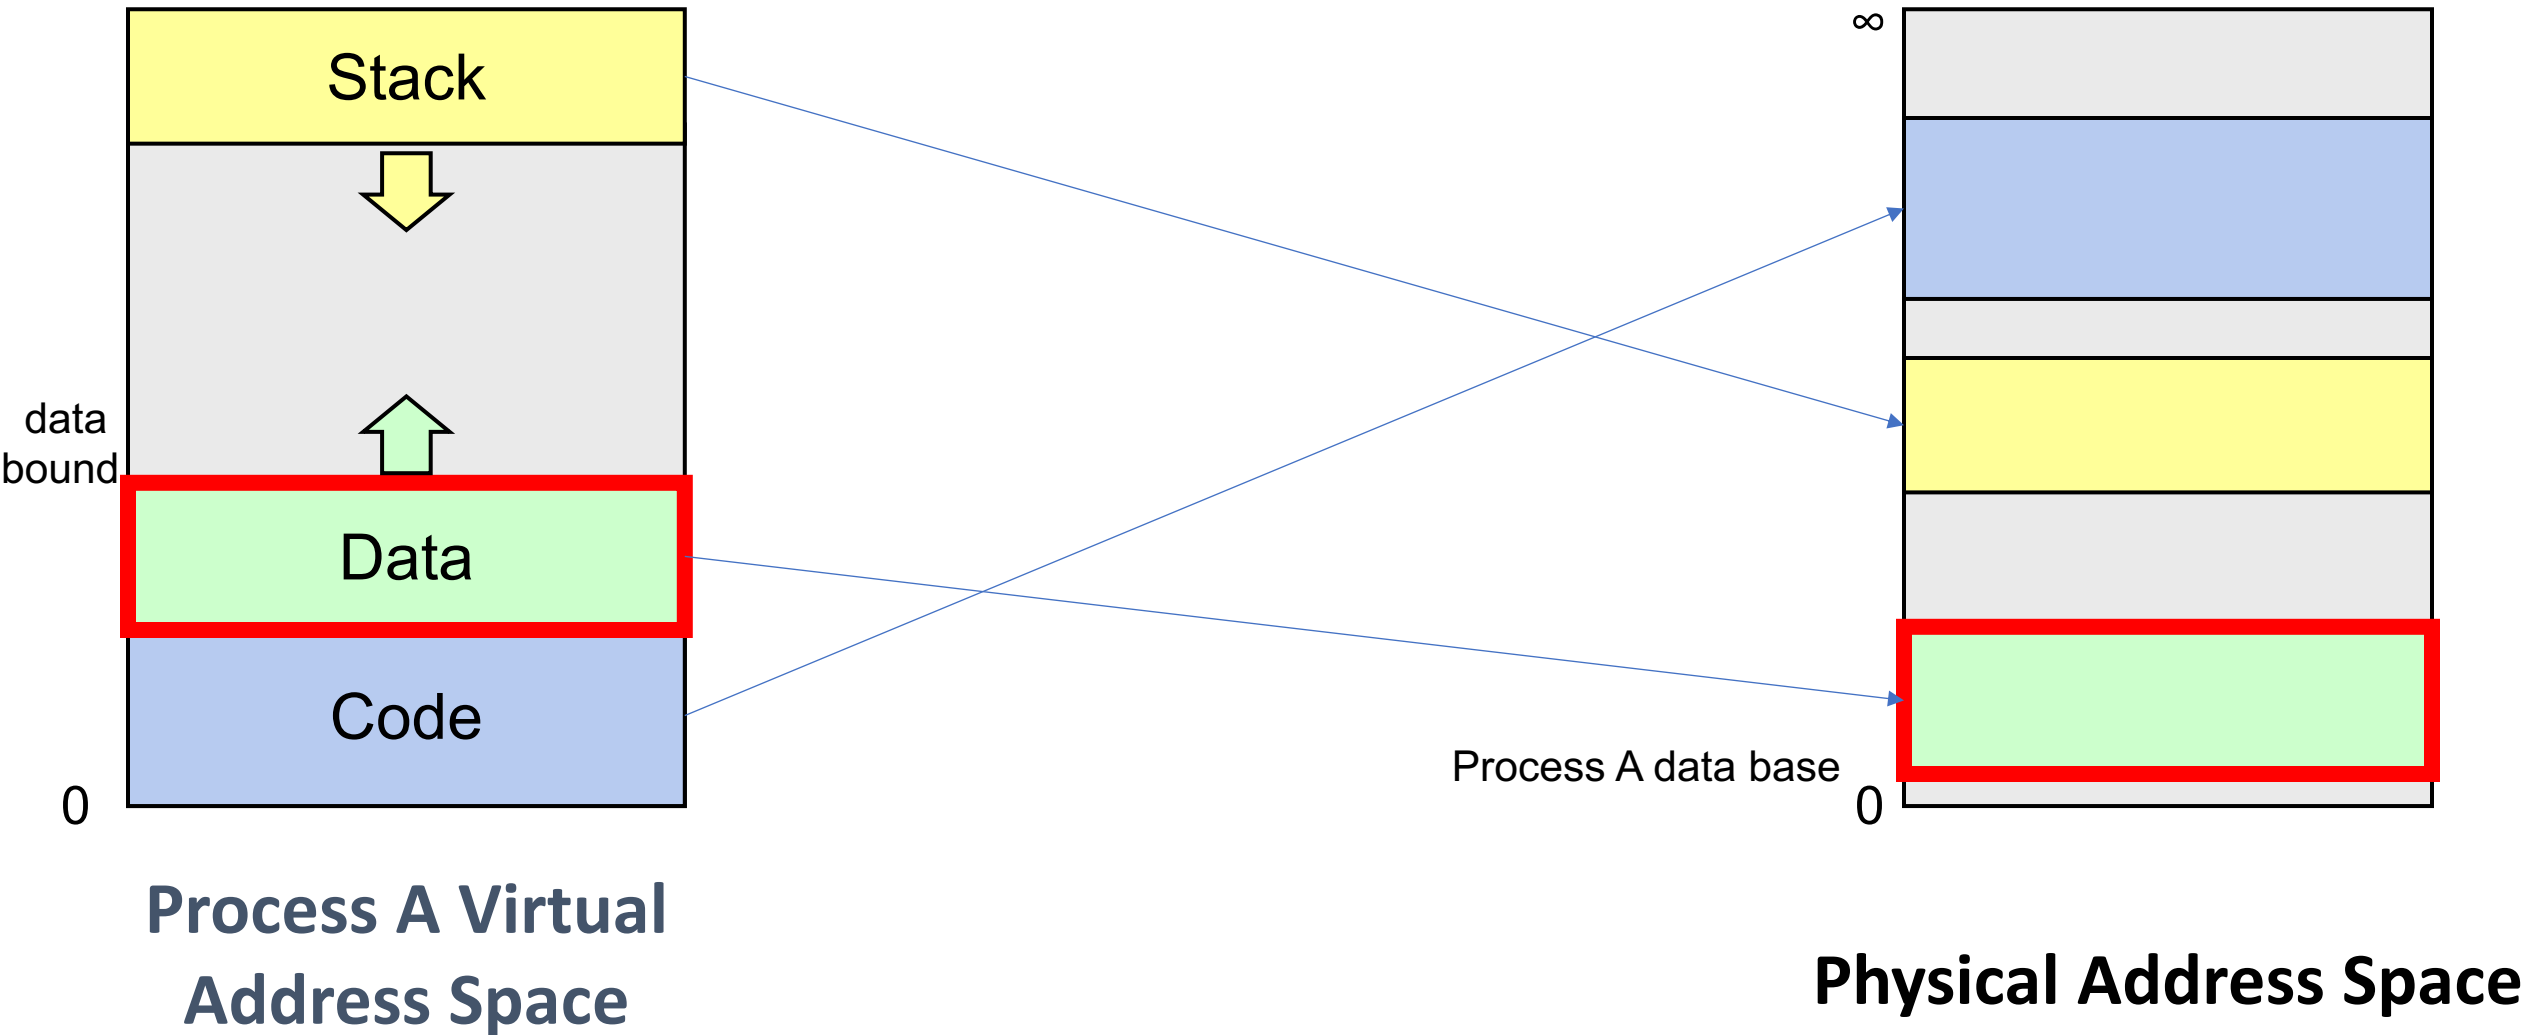 Stack
data
bound
Data
Code
0
Process A Virtual
Address Space
∞
Process A data base
0
Physical Address Space